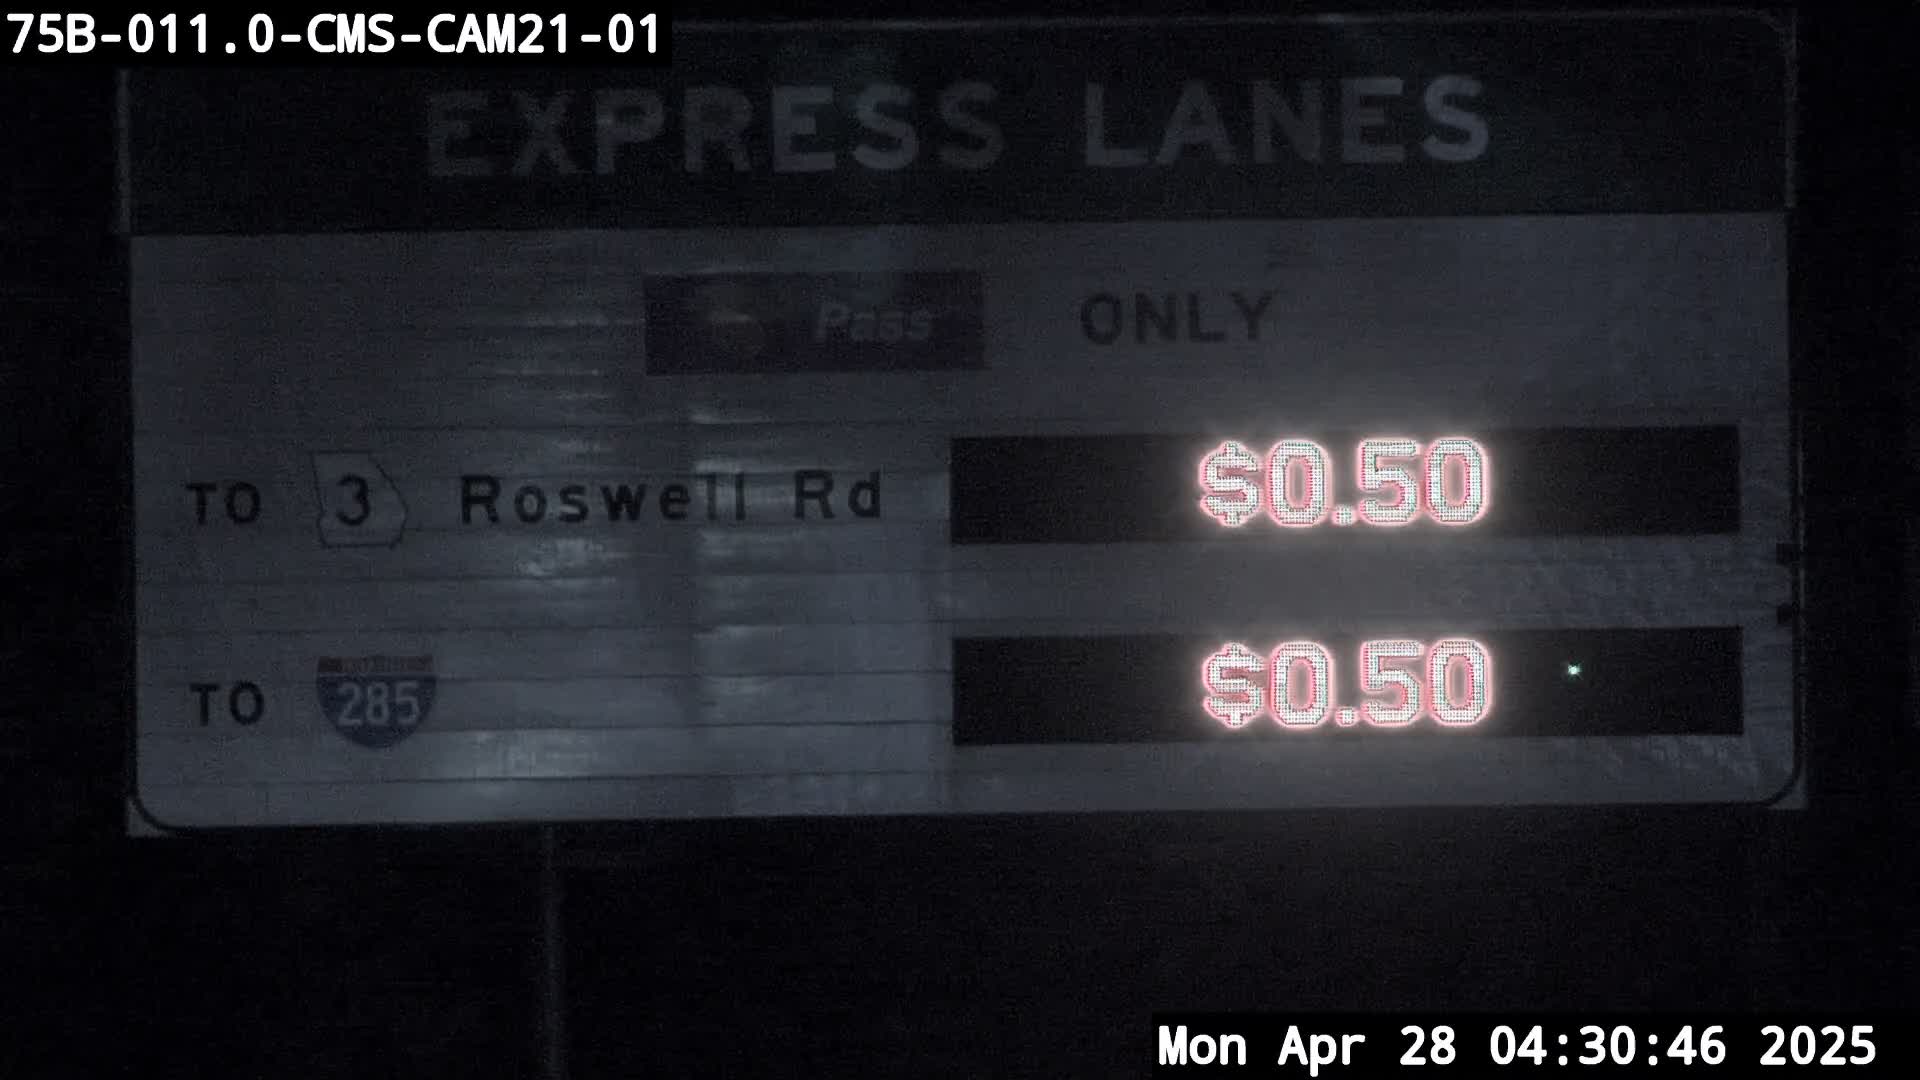 75B-011.0-CMS-CAM21-01
EXPRESS LANES
Pass ONLY
TO 3 Roswell Rd $0.50
TO 285 $0.50
Mon Apr 28 04:30:46 2025